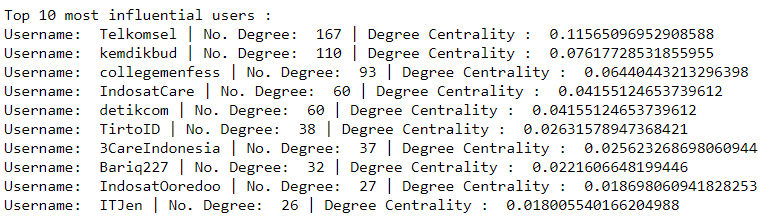 Top 10 most influential users :
Username:  Telkomsel | No. Degree:  167 | Degree Centrality :  0.11565096952908588
Username:  kemdikbud | No. Degree:  110 | Degree Centrality :  0.07617728531855955
Username:  collegemenfess | No. Degree:  93 | Degree Centrality :  0.06440443213296398
Username:  IndosatCare | No. Degree:  60 | Degree Centrality :  0.04155124653739612
Username:  detikcom | No. Degree:  60 | Degree Centrality :  0.04155124653739612
Username:  TirtoID | No. Degree:  38 | Degree Centrality :  0.02631578947368421
Username:  3CareIndonesia | No. Degree:  37 | Degree Centrality :  0.025623268698060944
Username:  Bariq227 | No. Degree:  32 | Degree Centrality :  0.0221606648199446
Username:  IndosatOoredoo | No. Degree:  27 | Degree Centrality :  0.018698060941828253
Username:  ITJen | No. Degree:  26 | Degree Centrality :  0.018005540166204988